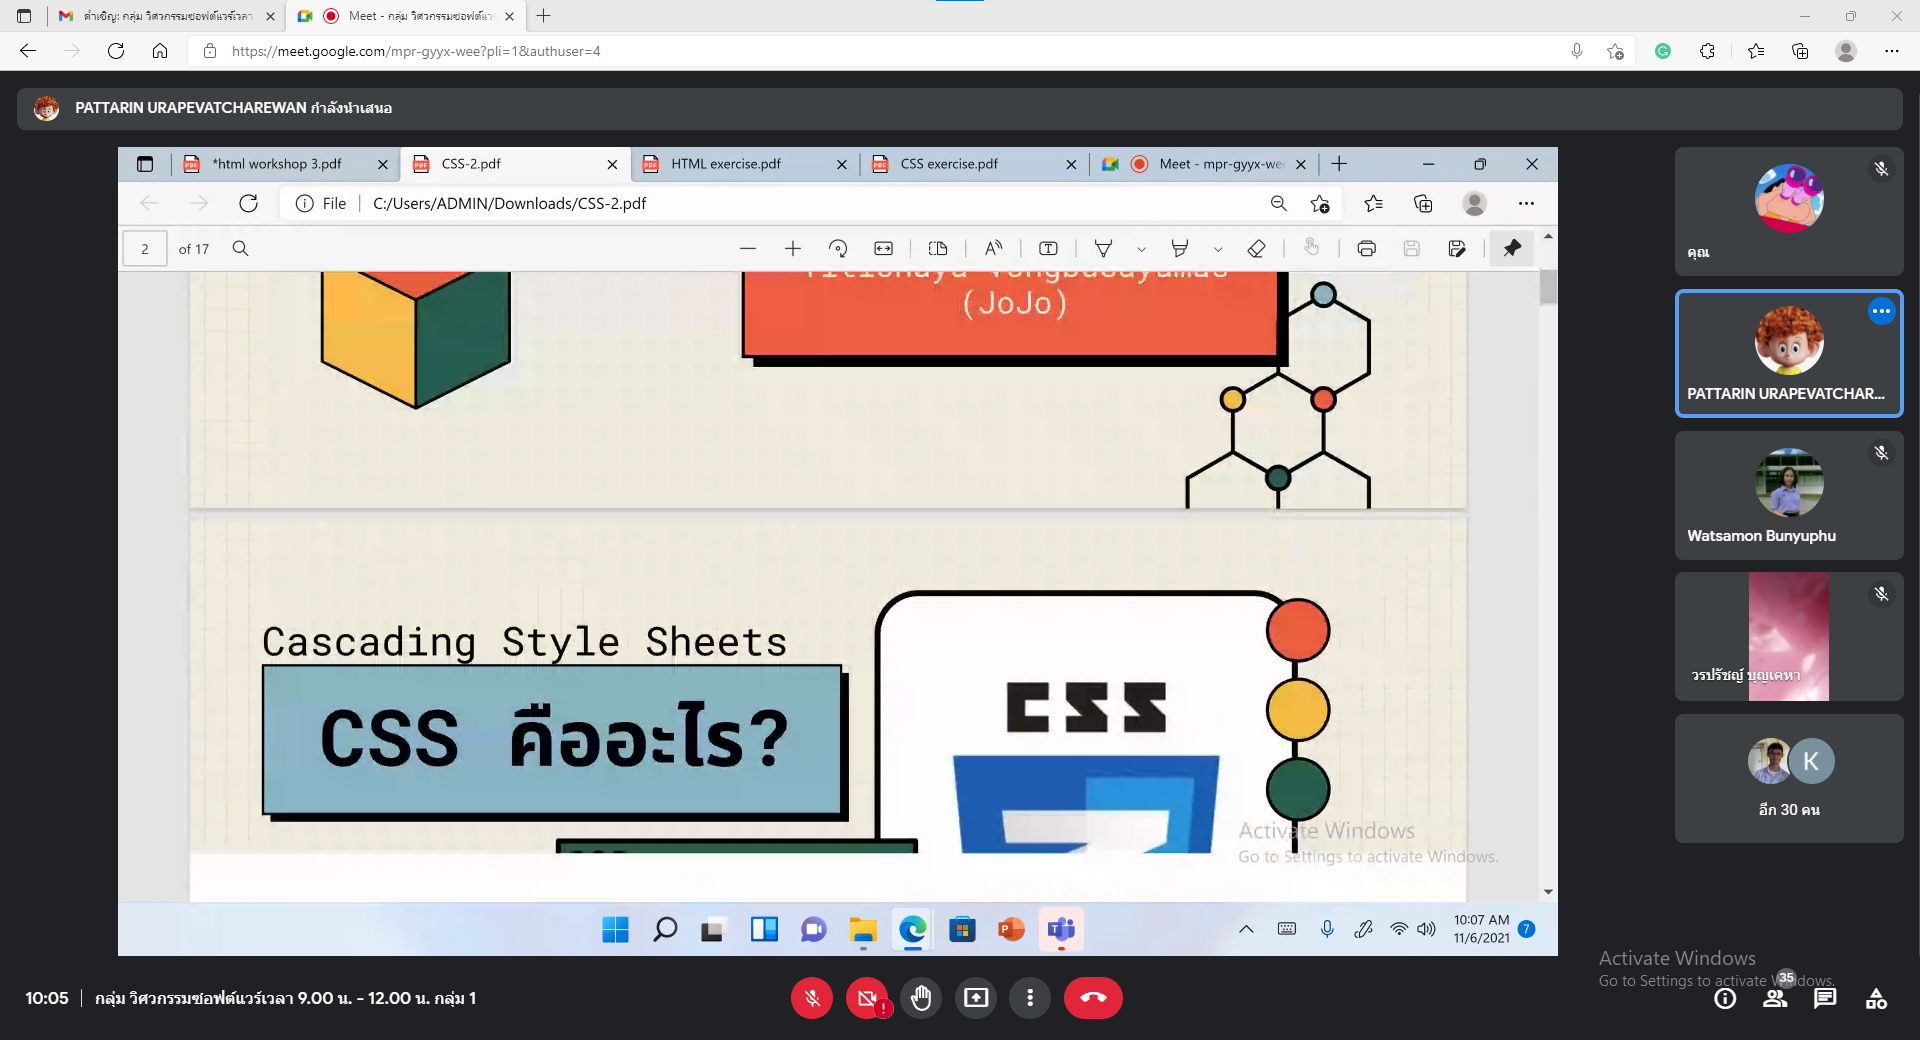 คำเชิญ: กลุ่ม วิศวกรรมซอฟต์แวร์เวลา
Meet - กลุ่ม วิศวกรรมซอฟต์แวร์
https://meet.google.com/mpr-gyyx-wee?pli=1&authuser=4
PATTARIN URAPEVATCHAREWAN กำลังนำเสนอ
*html workshop 3.pdf
CSS-2.pdf
HTML exercise.pdf
CSS exercise.pdf
Meet - mpr-gyyx-wee
File
C:/Users/ADMIN/Downloads/CSS-2.pdf
2 of 17
(JoJo)
Cascading Style Sheets
CSS คืออะไร?
CSS
Activate Windows
Go to Settings to activate Windows.
10:07 AM
11/6/2021
7
คุณ
PATTARIN URAPEVATCHAR...
Watsamon Bunyuphu
วรปรัชญ์ บุญเคหา
K
อีก 30 คน
Activate Windows
Go to Settings to activate Windows.
35
10:05
กลุ่ม วิศวกรรมซอฟต์แวร์เวลา 9.00 น. - 12.00 น. กลุ่ม 1